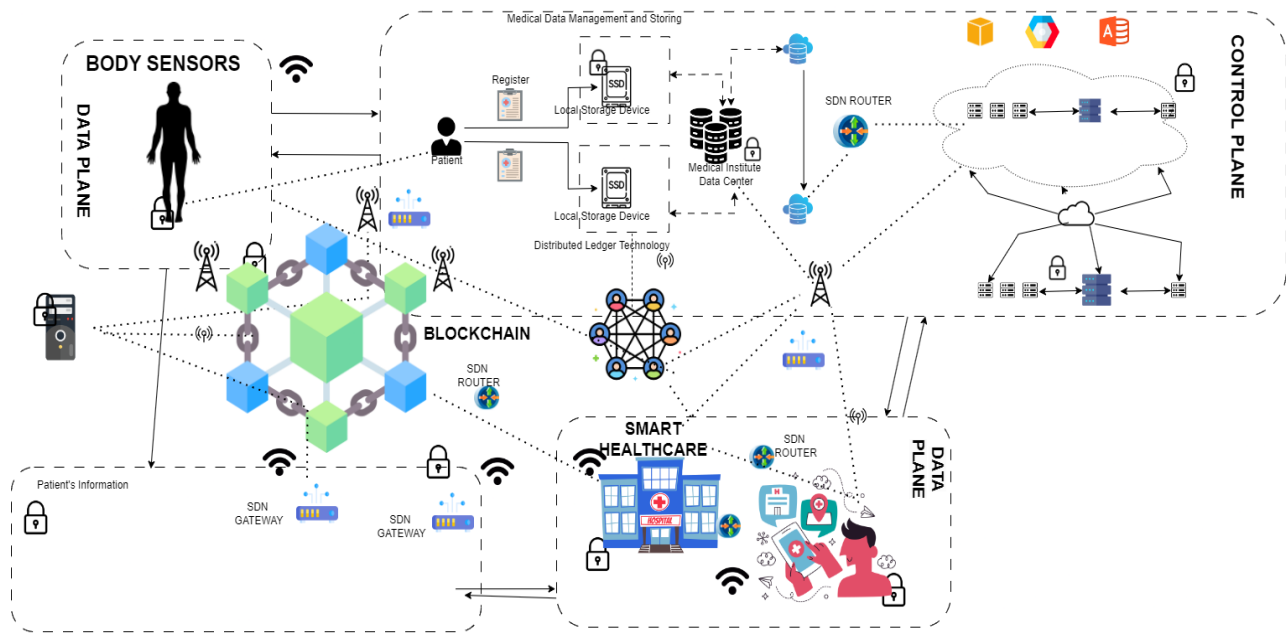 Medical Data Management and Storing
BODY SENSORS
DATA PLANE
Register
SSD
Local Storage Device
Patient
SSD
Local Storage Device
Medical Institute
Data Center
SDN ROUTER
A
CONTROL PLANE
Distributed Ledger Technology
BLOCKCHAIN
SDN
ROUTER
SMART
HEALTHCARE
SDN
ROUTER
DATA
PLANE
H
HOSPITAL
Patient's Information
SDN
GATEWAY
SDN
GATEWAY